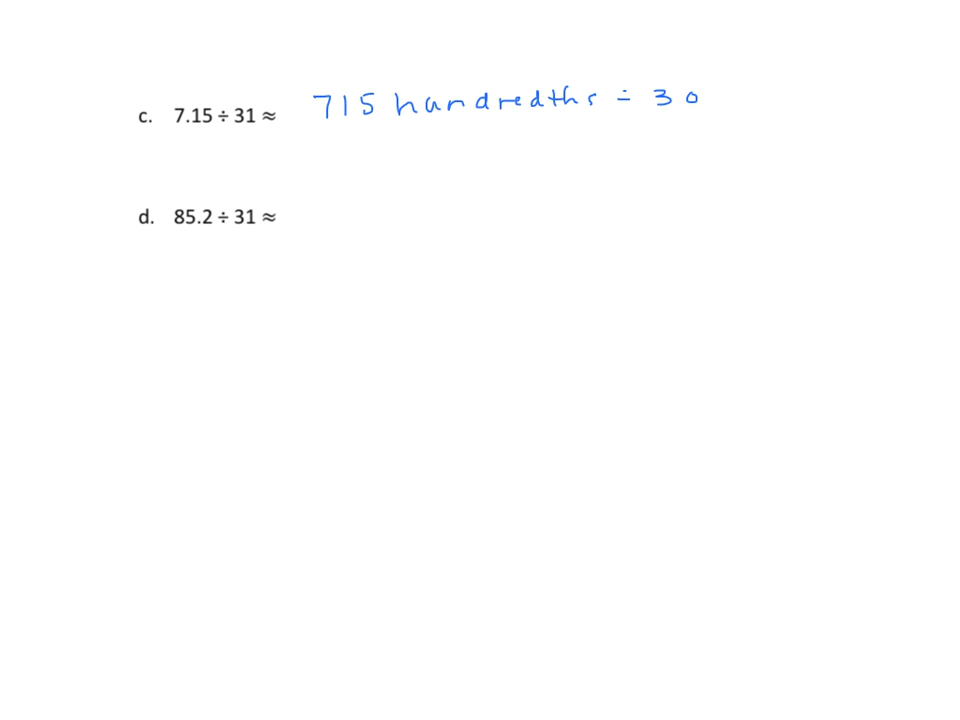 c. 7.15 ÷ 31 ≈ 715 hundredths ÷ 30
d. 85.2 ÷ 31 ≈